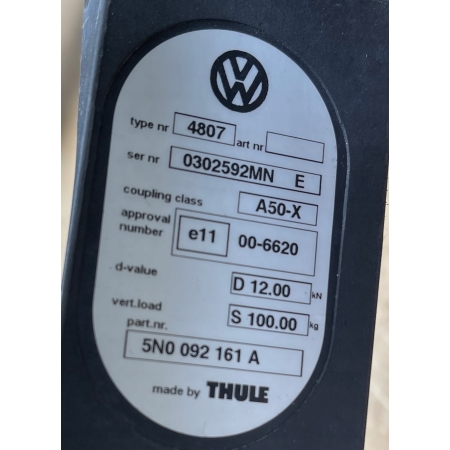 VW
type nr 4807 art nr
ser nr 0302592MN E
coupling class A50-X
approval number e11 00-6620
d-value D 12.00 kN
vert.load S 100.00 kg
part.nr.
5N0 092 161 A
made by THULE